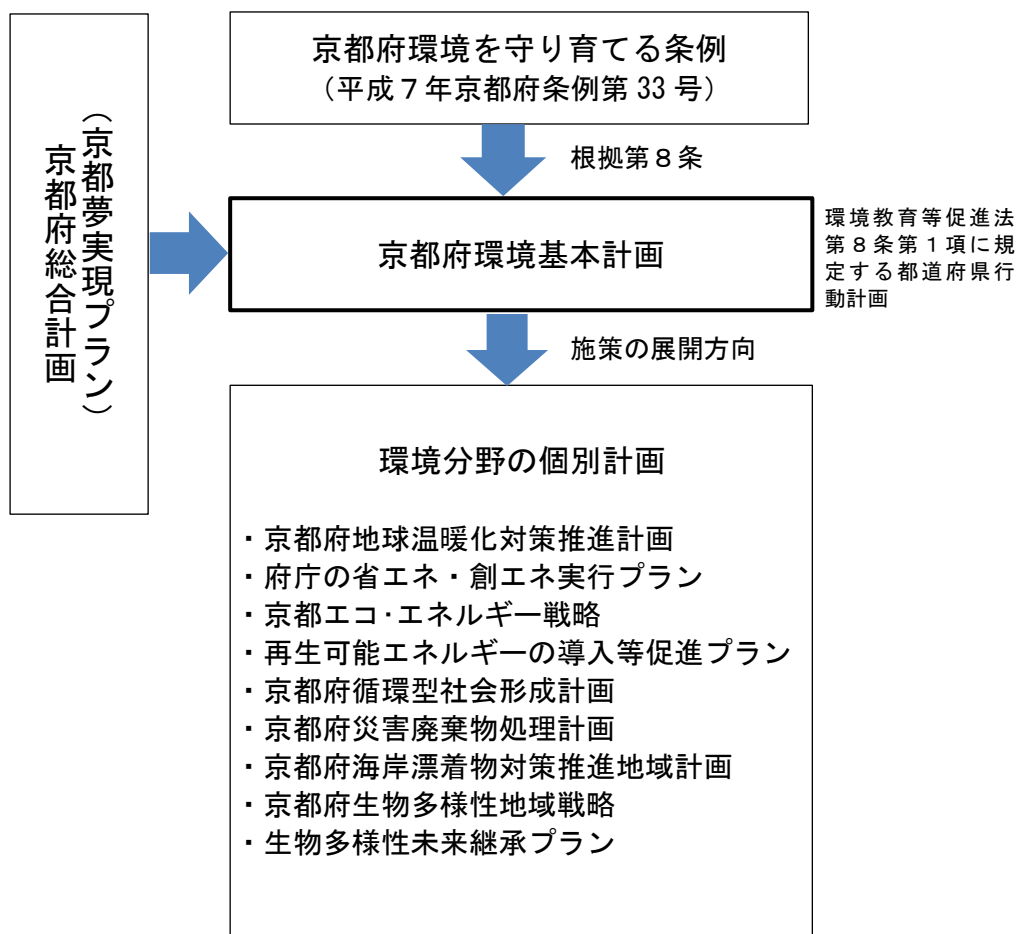 京都府環境を守り育てる条例
（平成７年京都府条例第 33 号）
根拠第８条
京都府総合計画
（京都夢実現プラン）
京都府環境基本計画
環境教育等促進法
第８条第１項に規
定する都道府県行
動計画
施策の展開方向
環境分野の個別計画
・京都府地球温暖化対策推進計画
・府庁の省エネ・創エネ実行プラン
・京都エコ･エネルギー戦略
・再生可能エネルギーの導入等促進プラン
・京都府循環型社会形成計画
・京都府災害廃棄物処理計画
・京都府海岸漂着物対策推進地域計画
・京都府生物多様性地域戦略
・生物多様性未来継承プラン